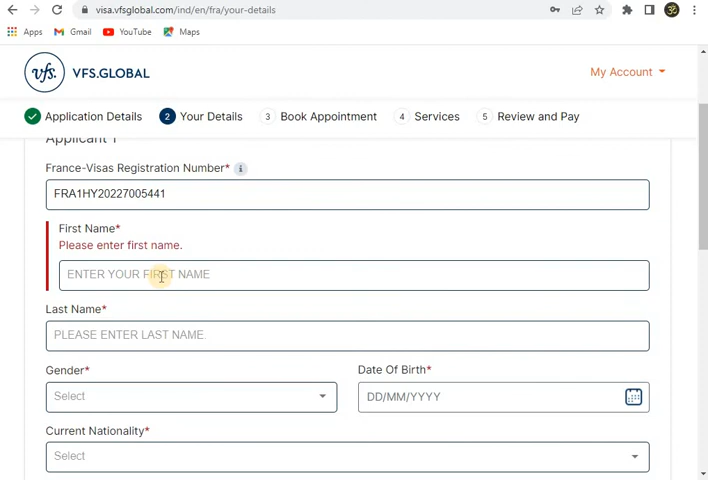 visa.vfsglobal.com/ind/en/fra/your-details
Apps Gmail YouTube Maps
vfs. VFS.GLOBAL My Account
Application Details 2 Your Details 3 Book Appointment 4 Services 5 Review and Pay
Applicant 1
France-Visas Registration Number* i
FRA1HY20227005441
First Name*
Please enter first name.
ENTER YOUR FIRST NAME
Last Name*
PLEASE ENTER LAST NAME.
Gender* Date Of Birth*
Select DD/MM/YYYY
Current Nationality*
Select